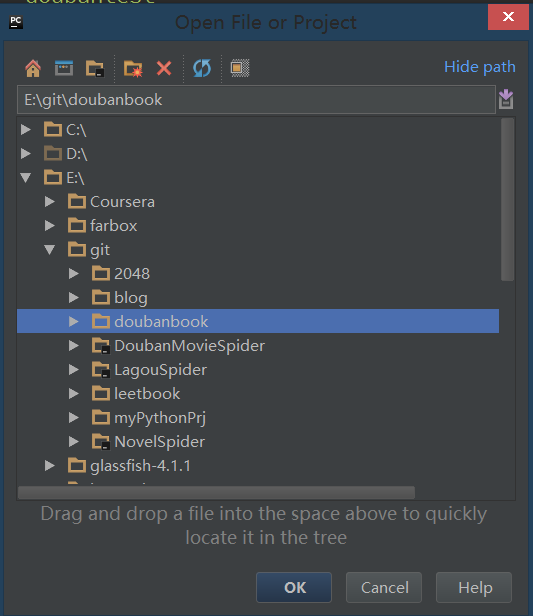 PC
Open File or Project
Hide path
E:\git\doubanbook
C:\
D:\
E:\
Coursera
farbox
git
2048
blog
doubanbook
DoubanMovieSpider
LagouSpider
leetbook
myPythonPrj
NovelSpider
glassfish-4.1.1
Drag and drop a file into the space above to quickly
locate it in the tree
OK
Cancel
Help